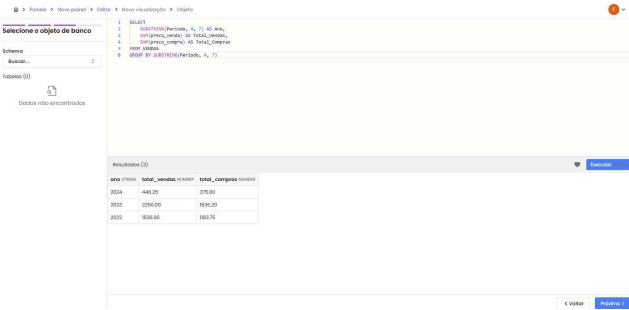 > Paineis > Novo painel > Editar > Nova visualização > Objeto
F
Selecione o objeto de banco
Schema
Buscar...
Tabelas (0)
Dados não encontrados
1 SELECT
2 SUBSTRING(Periodo, 4, 7) AS Ano,
3 SUM(preco_venda) AS Total_Vendas,
4 SUM(preco_compra) AS Total_Compras
5 FROM VENDAS
6 GROUP BY SUBSTRING(Periodo, 4, 7)
Resultados (3)
Executar
ano STRING total_vendas NUMBER total_compras NUMBER
2024 446.25 376.80
2023 2256.00 1836.20
2022 1536.90 1193.75
< Voltar
Próximo >